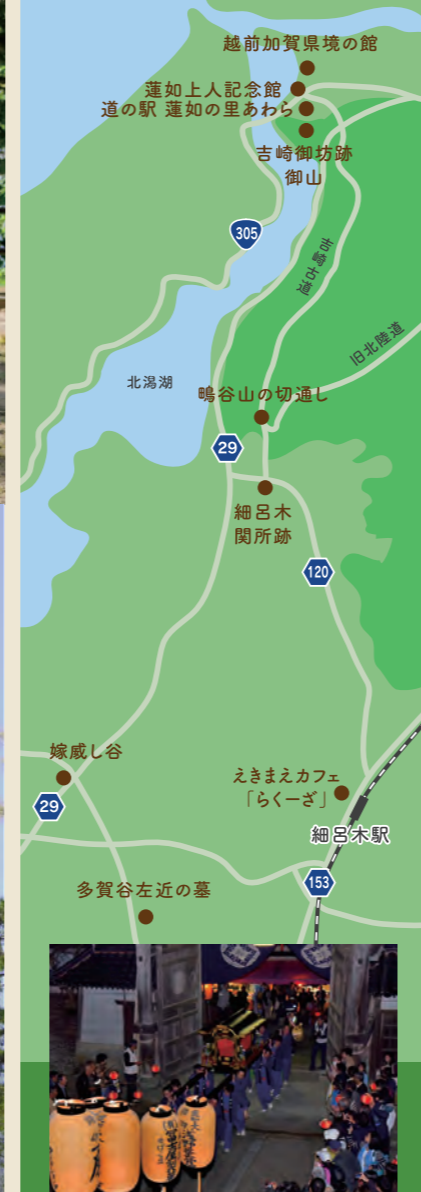 越前加賀県境の館
蓮如上人記念館
道の駅 蓮如の里あわら
吉崎御坊跡
御山
305
吉崎古道
旧北陸道
北潟湖
鴫谷山の切通し
29
細呂木
関所跡
120
嫁威し谷
29
えきまえカフェ
「らくーざ」
細呂木駅
153
多賀谷左近の墓